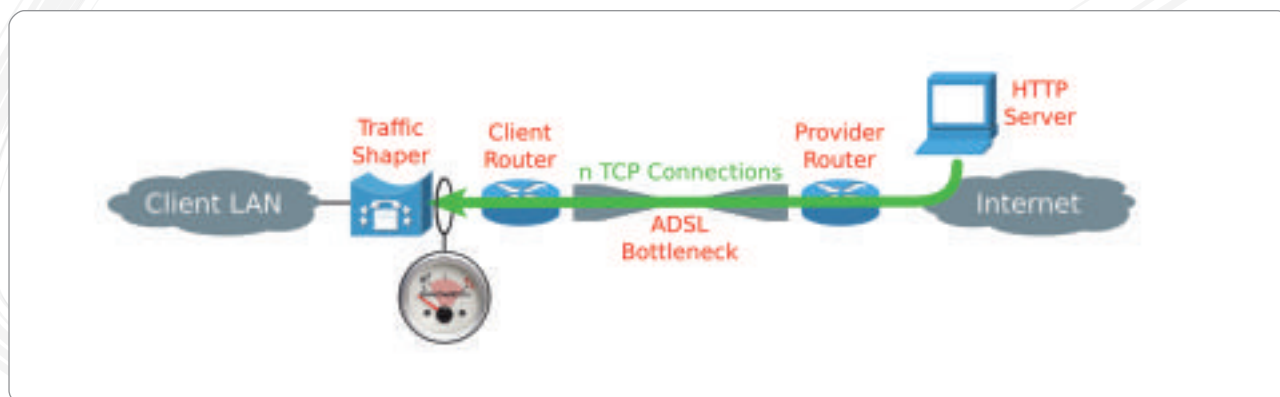 Client LAN
Traffic
Shaper
Client
Router
n TCP Connections
ADSL
Bottleneck
Provider
Router
HTTP
Server
Internet